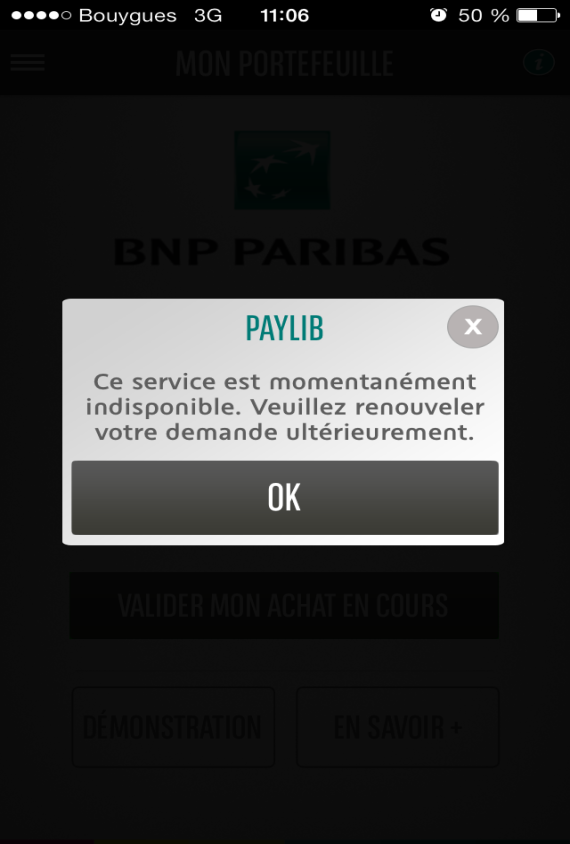 Bouygues 3G 11:06 50 %
MON PORTEFEUILLE
i
BNP PARIBAS
PAYLIB
X
Ce service est momentanément
indisponible. Veuillez renouveler
votre demande ultérieurement.
OK
VALIDER MON ACHAT EN COURS
DÉMONSTRATION EN SAVOIR +